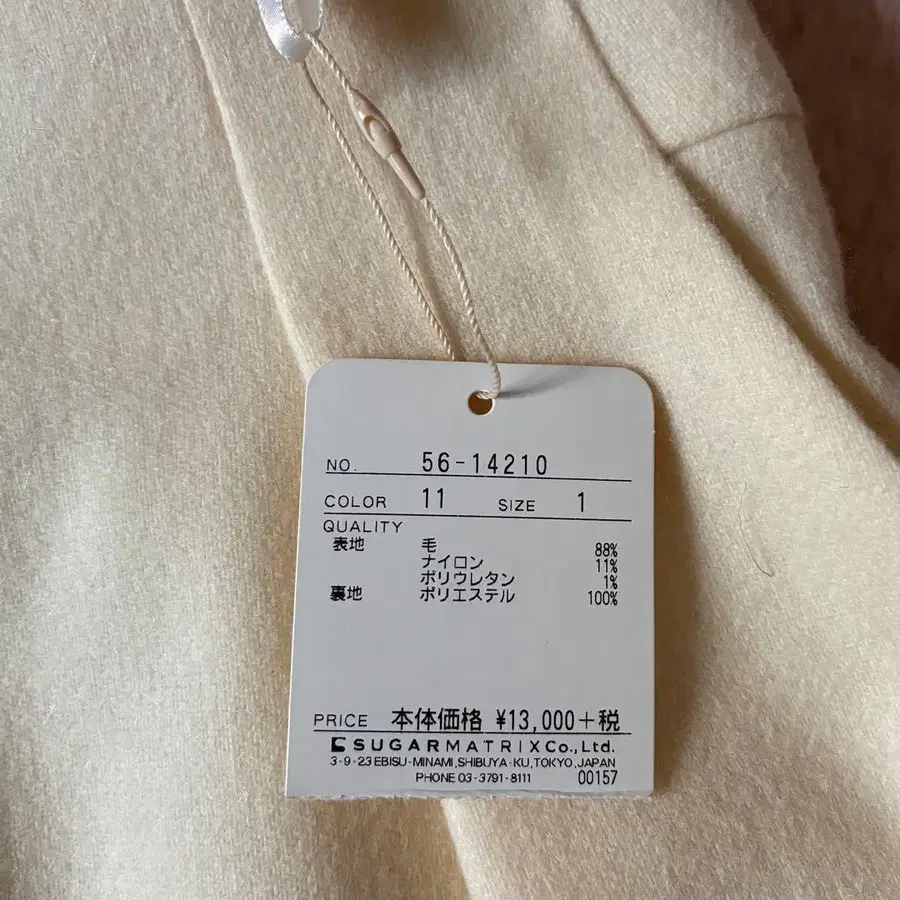 NO. 56-14210
COLOR 11 SIZE 1
QUALITY
表地 毛 88%
ナイロン 11%
ポリウレタン 1%
裏地 ポリエステル 100%
PRICE 本体価格 ¥13,000+税
SUGARMATRIX Co., Ltd.
3-9-23 EBISU-MINAMI, SHIBUYA-KU, TOKYO, JAPAN
PHONE 03-3791-8111 00157